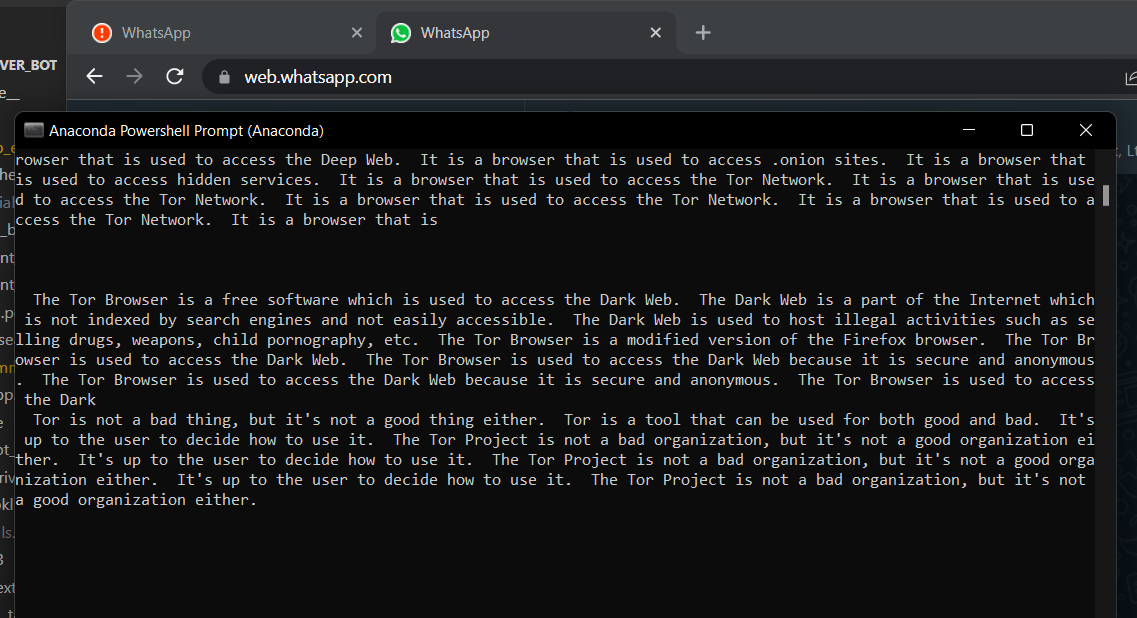 WhatsApp
WhatsApp
VER_BOT
web.whatsapp.com
Anaconda Powershell Prompt (Anaconda)
rowser that is used to access the Deep Web.  It is a browser that is used to access .onion sites.  It is a browser that
is used to access hidden services.  It is a browser that is used to access the Tor Network.  It is a browser that is use
d to access the Tor Network.  It is a browser that is used to access the Tor Network.  It is a browser that is used to a
ccess the Tor Network.  It is a browser that is
The Tor Browser is a free software which is used to access the Dark Web.  The Dark Web is a part of the Internet which
is not indexed by search engines and not easily accessible.  The Dark Web is used to host illegal activities such as se
lling drugs, weapons, child pornography, etc.  The Tor Browser is a modified version of the Firefox browser.  The Tor Br
owser is used to access the Dark Web.  The Tor Browser is used to access the Dark Web because it is secure and anonymous
.  The Tor Browser is used to access the Dark Web because it is secure and anonymous.  The Tor Browser is used to access
the Dark
Tor is not a bad thing, but it's not a good thing either.  Tor is a tool that can be used for both good and bad.  It's
up to the user to decide how to use it.  The Tor Project is not a bad organization, but it's not a good organization ei
ther.  It's up to the user to decide how to use it.  The Tor Project is not a bad organization, but it's not a good orga
nization either.  It's up to the user to decide how to use it.  The Tor Project is not a bad organization, but it's not
a good organization either.